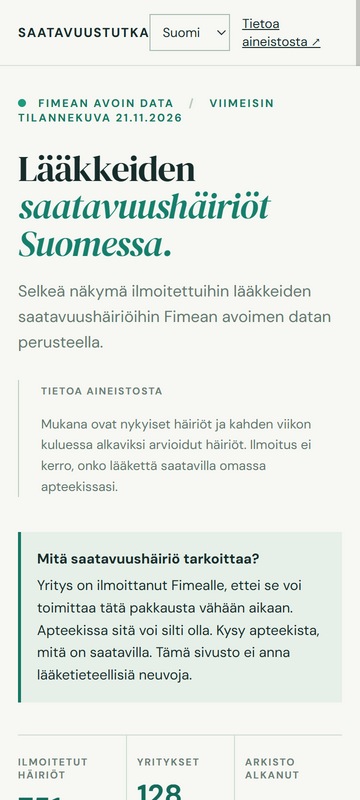 SAATAVUUSTUTKA
Suomi
Tietoa
aineistosta ↗
FIMEAN AVOIN DATA / VIIMEISIN
TILANNEKUVA 21.11.2026
Lääkkeiden
saatavuushäiriöt
Suomessa.
Selkeä näkymä ilmoitettuihin lääkkeiden
saatavuushäiriöihin Fimean avoimen datan
perusteella.
TIETOA AINEISTOSTA
Mukana ovat nykyiset häiriöt ja kahden viikon
kuluessa alkaviksi arvioidut häiriöt. Ilmoitus ei
kerro, onko lääkettä saatavilla omassa
apteekissasi.
Mitä saatavuushäiriö tarkoittaa?
Yritys on ilmoittanut Fimealle, ettei se voi
toimittaa tätä pakkausta vähään aikaan.
Apteekissa sitä voi silti olla. Kysy apteekista,
mitä on saatavilla. Tämä sivusto ei anna
lääketieteellisiä neuvoja.
ILMOITETUT
HÄIRIÖT
YRITYKSET
128
ARKISTO
ALKANUT